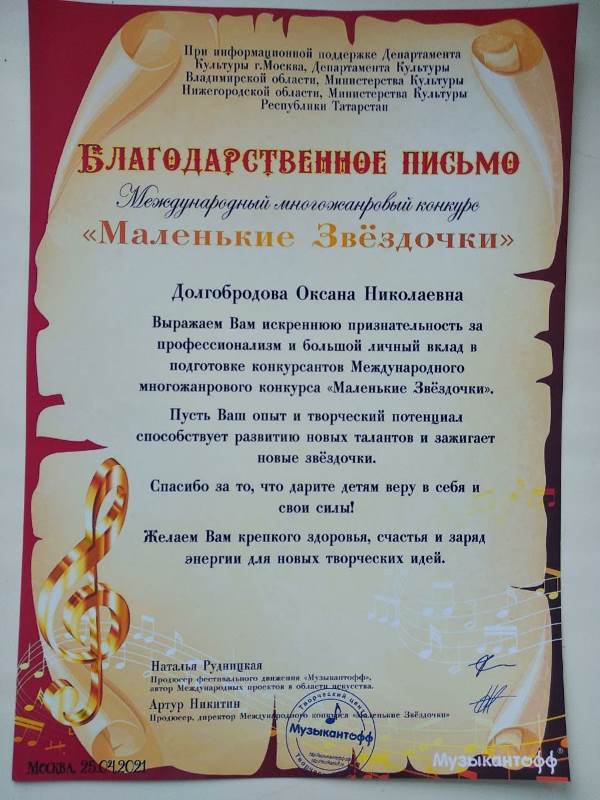 При информационной поддержке Департамента
Культуры г.Москва, Департамента Культуры
Владимирской области, Министерства Культуры
Нижегородской области, Министерства Культуры
Республики Татарстан
Благодарственное письмо
Международный многожанровый конкурс
«Маленькие Звёздочки»
Долгобродова Оксана Николаевна
Выражаем Вам искреннюю признательность за
профессионализм и большой личный вклад в
подготовке конкурсантов Международного
многожанрового конкурса «Маленькие Звёздочки».
Пусть Ваш опыт и творческий потенциал
способствует развитию новых талантов и зажигает
новые звёздочки.
Спасибо за то, что дарите детям веру в себя и
свои силы!
Желаем Вам крепкого здоровья, счастья и заряд
энергии для новых творческих идей.
Наталья Рудницкая
Продюсер фестивального движения «Музыкантофф»,
автор Международных проектов в области искусства.
Артур Никитин
Продюсер, директор Международного конкурса «Маленькие Звёздочки»
Творческий центр
Музыкантофф
Москва, 25.04.2021
Музыкантофф®